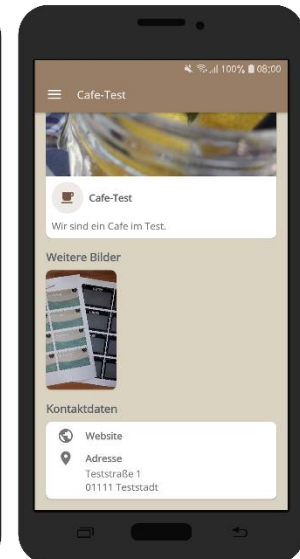 100% 08:00
Cafe-Test
Cafe-Test
Wir sind ein Cafe im Test.
Weitere Bilder
Kontaktdaten
Website
Adresse
Teststraße 1
01111 Teststadt